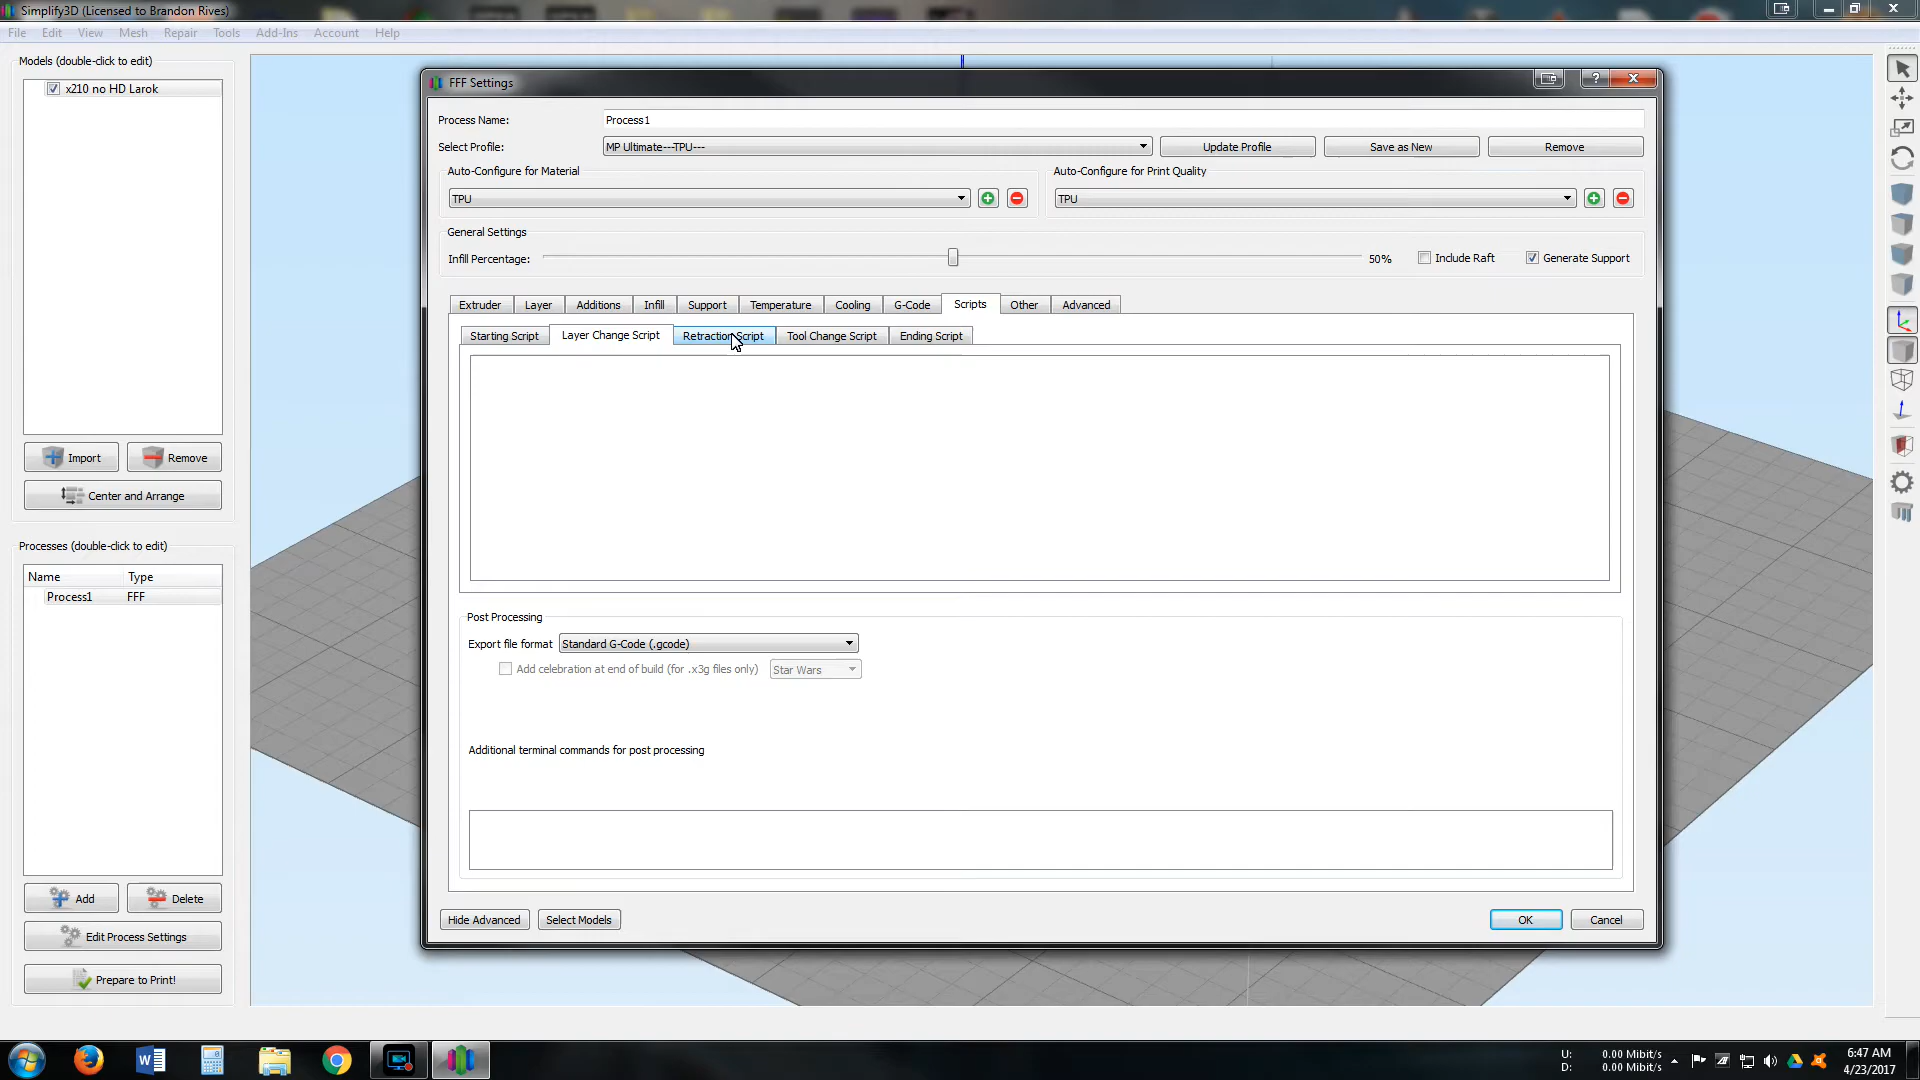 Simplify3D (Licensed to Brandon Rives)
File Edit View Mesh Repair Tools Add-Ins Account Help
Models (double-click to edit)
x210 no HD Larok
Import Remove
Center and Arrange
Processes (double-click to edit)
Name Type
Process1 FFF
Add Delete
Edit Process Settings
Prepare to Print!
FFF Settings
Process Name: Process1
Select Profile: MP Ultimate---TPU--- Update Profile Save as New Remove
Auto-Configure for Material Auto-Configure for Print Quality
TPU TPU
General Settings
Infill Percentage: 50% Include Raft Generate Support
Extruder Layer Additions Infill Support Temperature Cooling G-Code Scripts Other Advanced
Starting Script Layer Change Script Retraction Script Tool Change Script Ending Script
Post Processing
Export file format Standard G-Code (.gcode)
Add celebration at end of build (for .x3g files only) Star Wars
Additional terminal commands for post processing
Hide Advanced Select Models OK Cancel
U: 0.00 Mibit/s
D: 0.00 Mibit/s
6:47 AM
4/23/2017